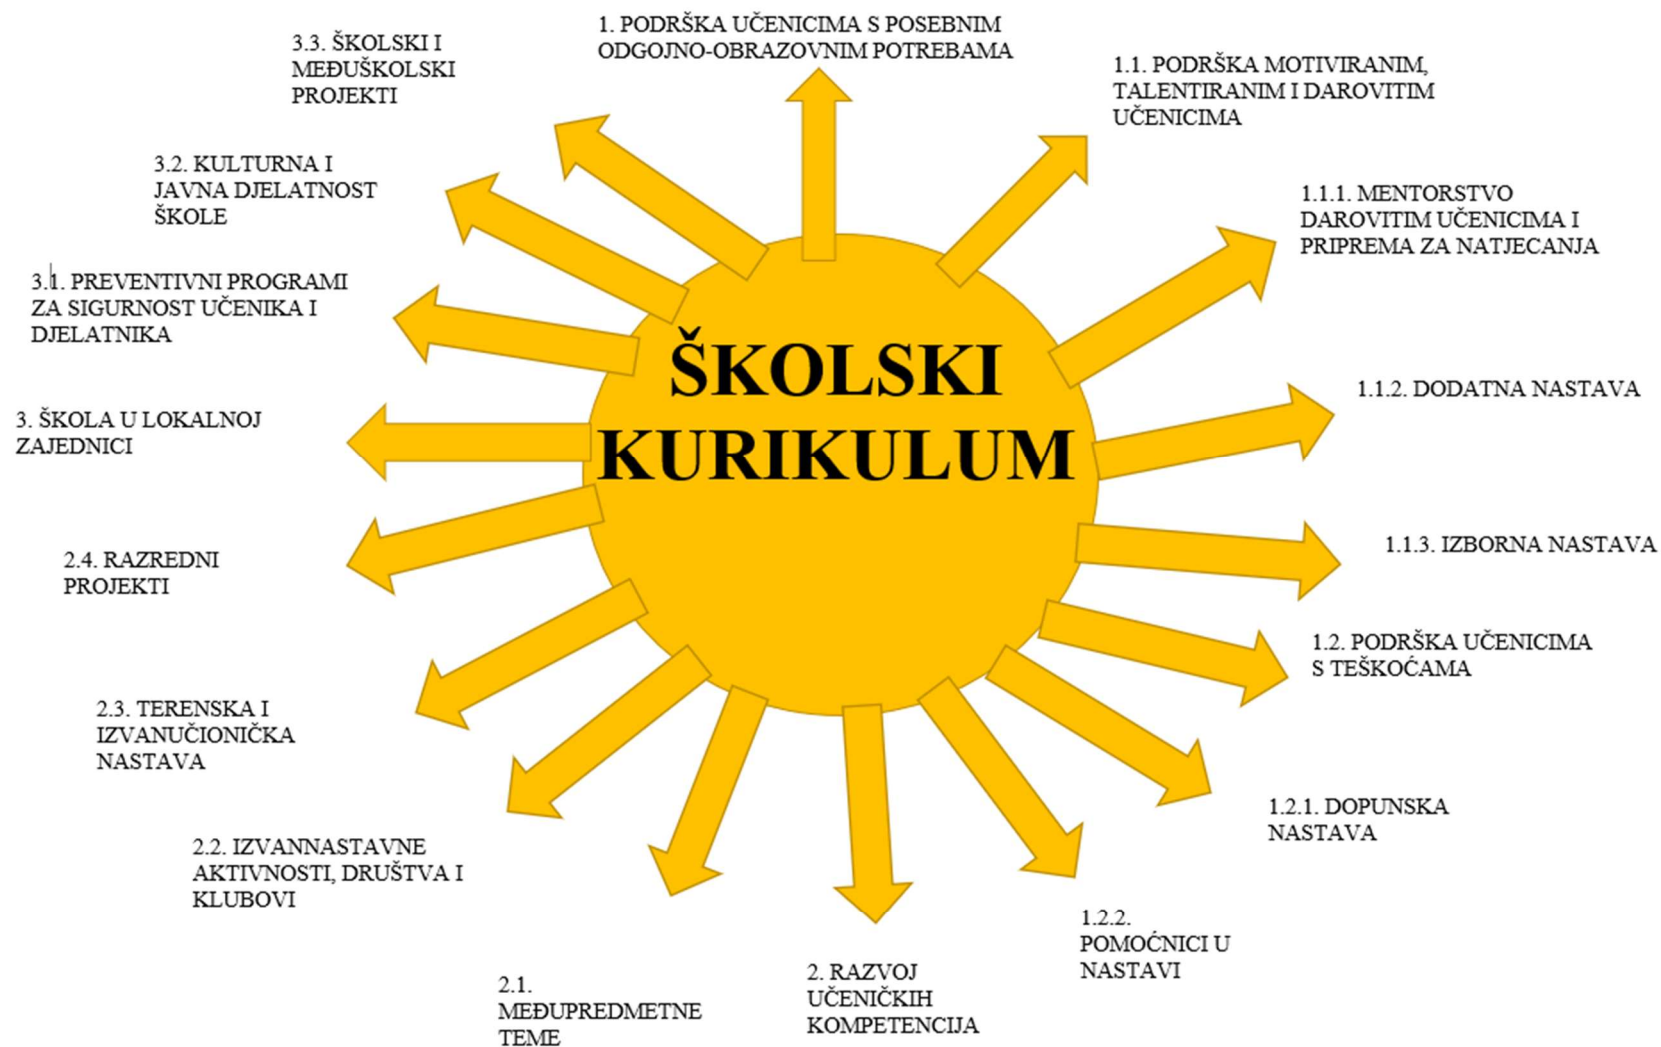 1. PODRŠKA UČENICIMA S POSEBNIM
ODGOJNO-OBRAZOVNIM POTREBAMA
1.1. PODRŠKA MOTIVIRANIM,
TALENTIRANIM I DAROVITIM
UČENICIMA
1.1.1. MENTORSTVO
DAROVITIM UČENICIMA I
PRIPREMA ZA NATJECANJA
1.1.2. DODATNA NASTAVA
1.1.3. IZBORNA NASTAVA
1.2. PODRŠKA UČENICIMA
S TEŠKOĆAMA
1.2.1. DOPUNSKA
NASTAVA
1.2.2.
POMOĆNICI U
NASTAVI
2. RAZVOJ
UČENIČKIH
KOMPETENCIJA
2.1.
MEĐUPREDMETNE
TEME
2.2. IZVANNASTAVNE
AKTIVNOSTI, DRUŠTVA I
KLUBOVI
2.3. TERENSKA I
IZVANUČIONIČKA
NASTAVA
2.4. RAZREDNI
PROJEKTI
3. ŠKOLA U LOKALNOJ
ZAJEDNICI
3.1. PREVENTIVNI PROGRAMI
ZA SIGURNOST UČENIKA I
DJELATNIKA
3.2. KULTURNA I
JAVNA DJELATNOST
ŠKOLE
3.3. ŠKOLSKI I
MEĐUŠKOLSKI
PROJEKTI
ŠKOLSKI
KURIKULUM